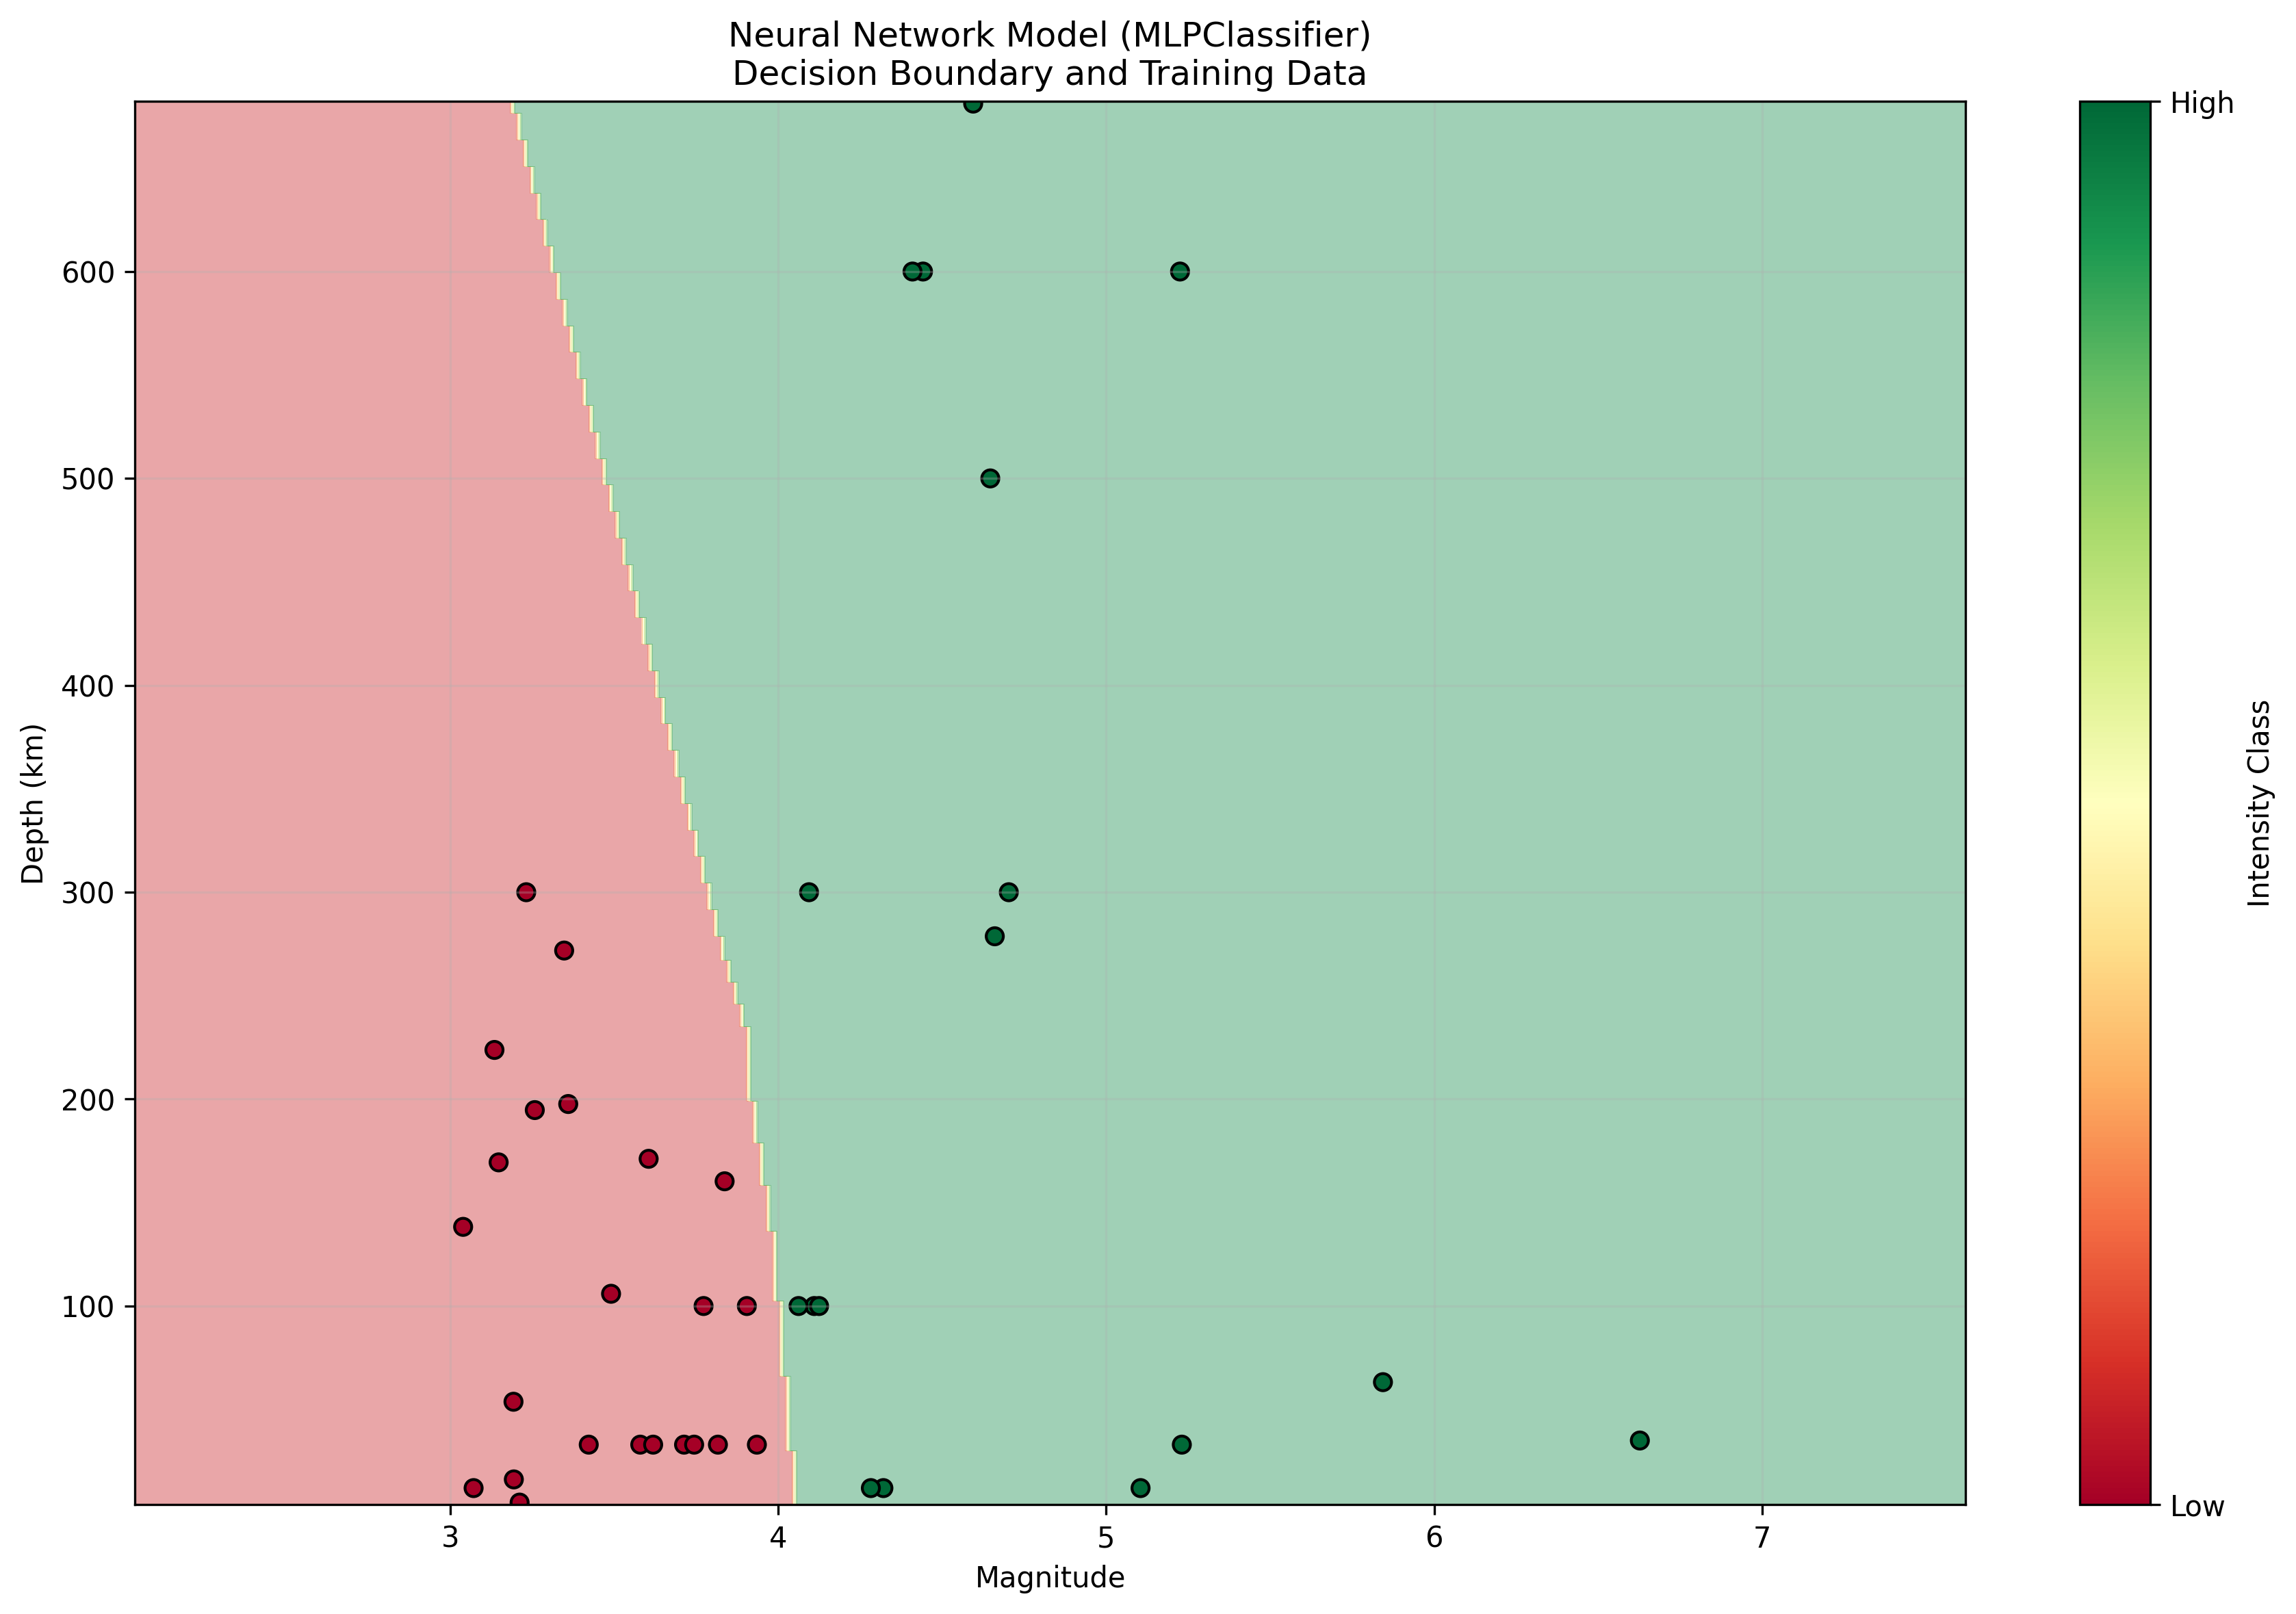 Neural Network Model (MLPClassifier)
Decision Boundary and Training Data
High
600
500
400
300
200
100
Depth (km)
Intensity Class
Low
3
4
5
6
7
Magnitude